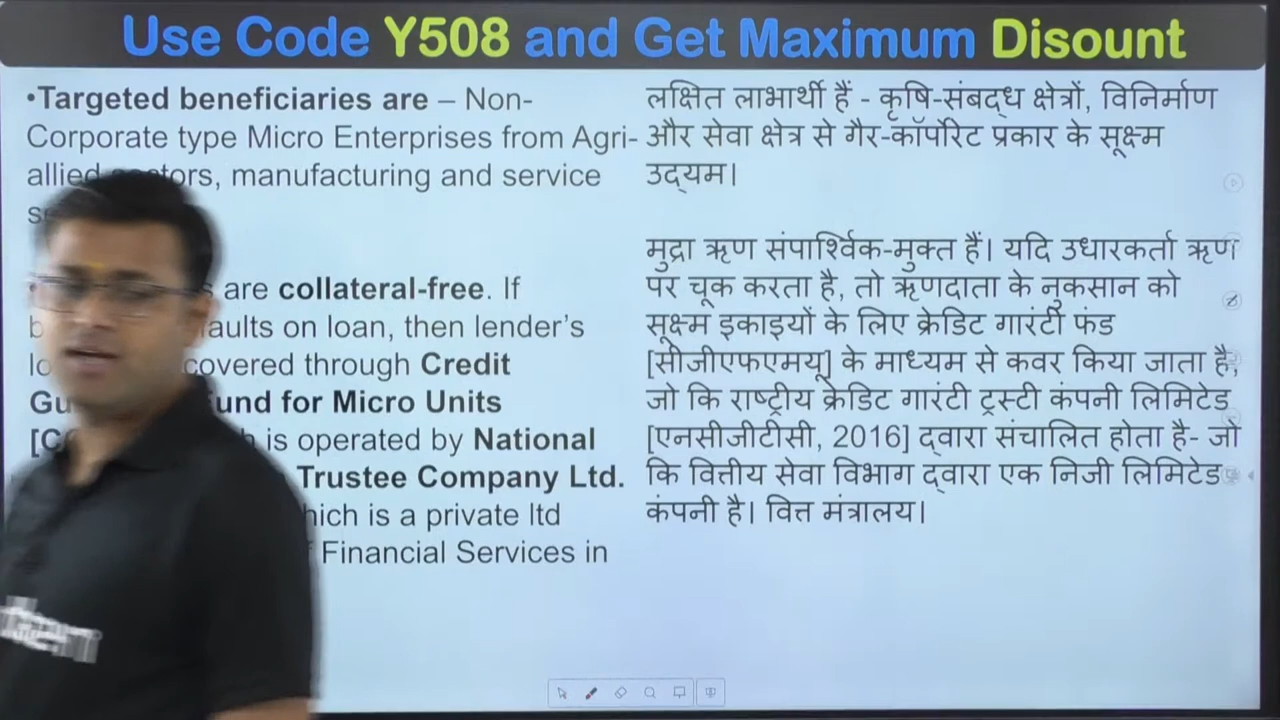 Use Code Y508 and Get Maximum Disount
•Targeted beneficiaries are – Non-
Corporate type Micro Enterprises from Agri-
allied sectors, manufacturing and service
are collateral-free. If
on loan, then lender's
covered through Credit
for Micro Units
is operated by National
Trustee Company Ltd.
which is a private ltd
Financial Services in
लक्षित लाभार्थी हैं - कृषि-संबद्ध क्षेत्रों, विनिर्माण
और सेवा क्षेत्र से गैर-कॉर्पोरेट प्रकार के सूक्ष्म
उद्यम।
मुद्रा ऋण संपार्श्विक-मुक्त हैं। यदि उधारकर्ता ऋण
पर चूक करता है, तो ऋणदाता के नुकसान को
सूक्ष्म इकाइयों के लिए क्रेडिट गारंटी फंड
[सीजीएफएमयू] के माध्यम से कवर किया जाता है,
जो कि राष्ट्रीय क्रेडिट गारंटी ट्रस्टी कंपनी लिमिटेड
[एनसीजीटीसी, 2016] द्वारा संचालित होता है- जो
कि वित्तीय सेवा विभाग द्वारा एक निजी लिमिटेड
कंपनी है। वित्त मंत्रालय।